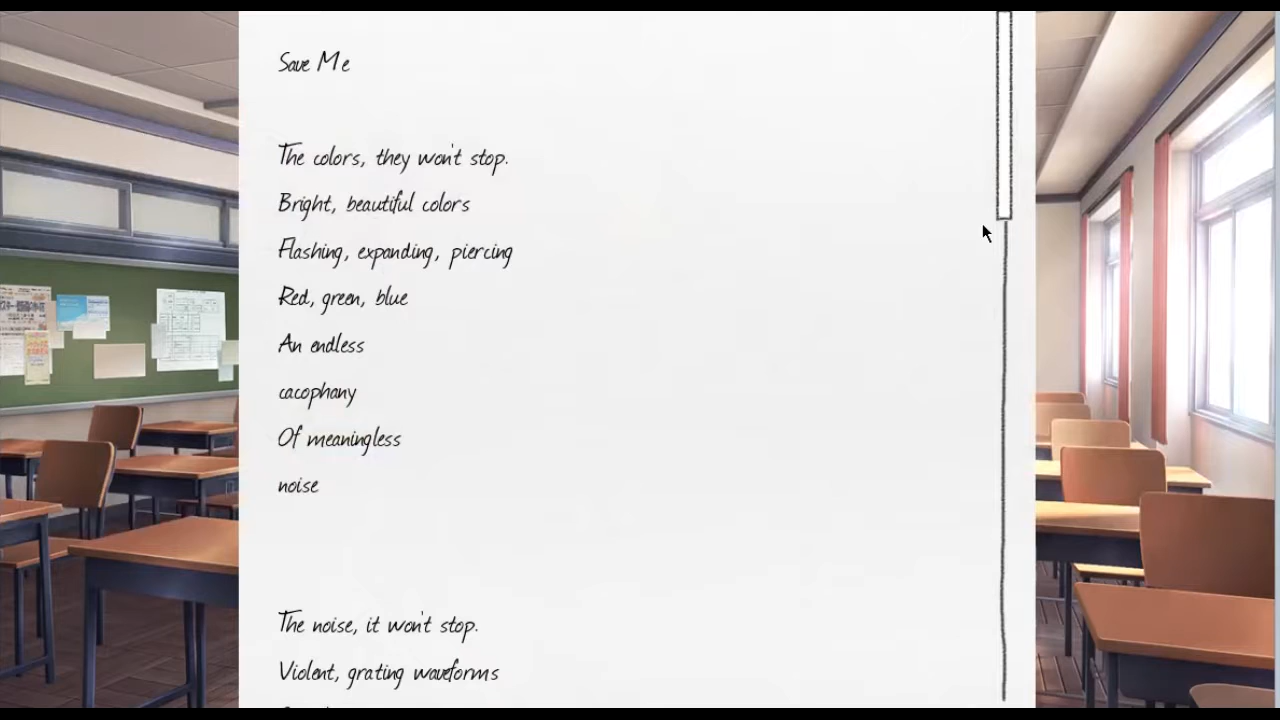 Save Me
The colors, they won't stop.
Bright, beautiful colors
Flashing, expanding, piercing
Red, green, blue
An endless
cacophany
Of meaningless
noise
The noise, it won't stop.
Violent, grating waveforms